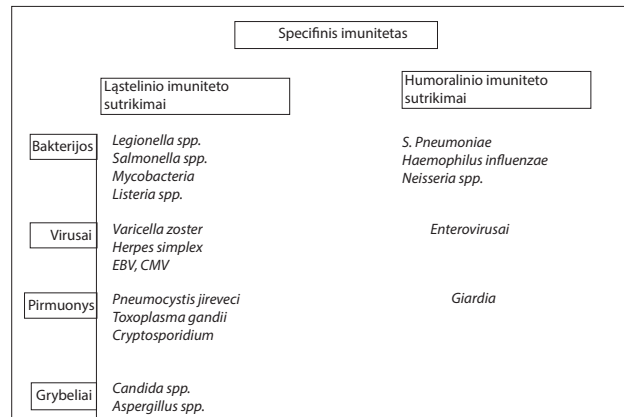 Specifinis imunitetas
Ląstelinio imuniteto
sutrikimai
Humoralinio imuniteto
sutrikimai
Bakterijos
Legionella spp.
Salmonella spp.
Mycobacteria
Listeria spp.
S. Pneumoniae
Haemophilus influenzae
Neisseria spp.
Virusai
Varicella zoster
Herpes simplex
EBV, CMV
Enterovirusai
Pirmuonys
Pneumocystis jireveci
Toxoplasma gandii
Cryptosporidium
Giardia
Grybeliai
Candida spp.
Aspergillus spp.